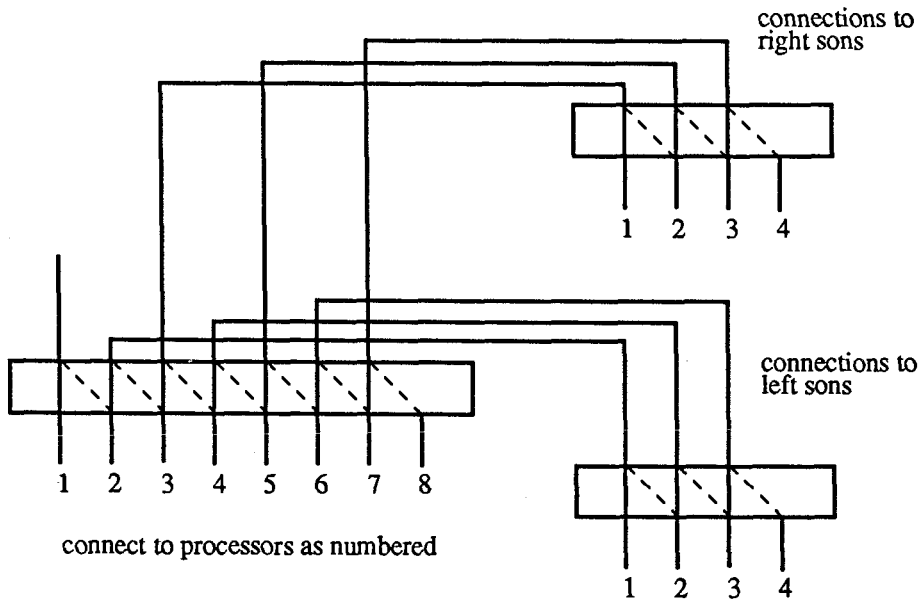 connections to
right sons
1 2 3 4
connections to
left sons
1 2 3 4 5 6 7 8
connect to processors as numbered
1 2 3 4